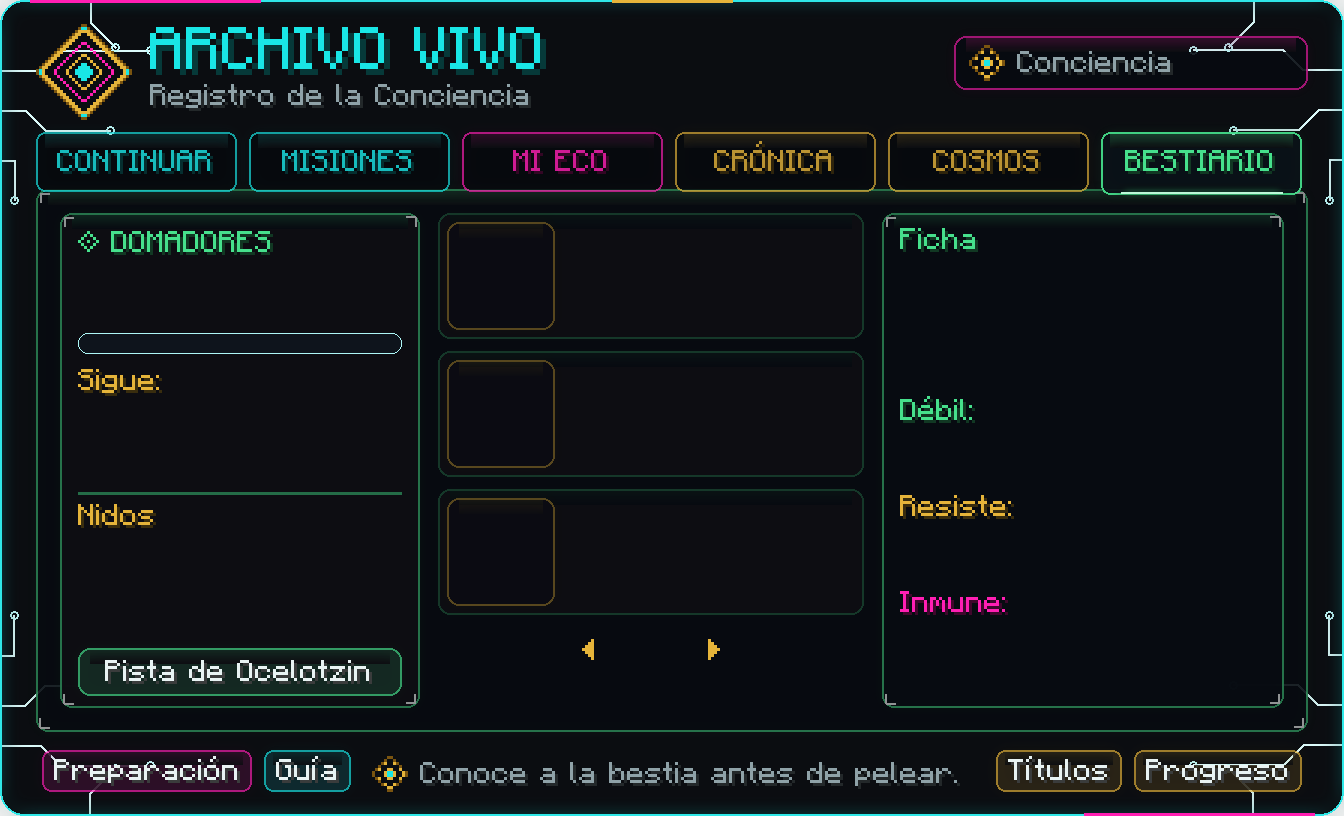 ARCHIVO VIVO
Registro de la Conciencia
Conciencia
CONTINUAR
MISIONES
MI ECO
CRÓNICA
COSMOS
BESTIARIO
DOMADORES
Sigue:
Nidos
Pista de Ocelotzin
Ficha
Débil:
Resiste:
Inmune:
Preparación
Guía
Conoce a la bestia antes de pelear.
Títulos
Progreso